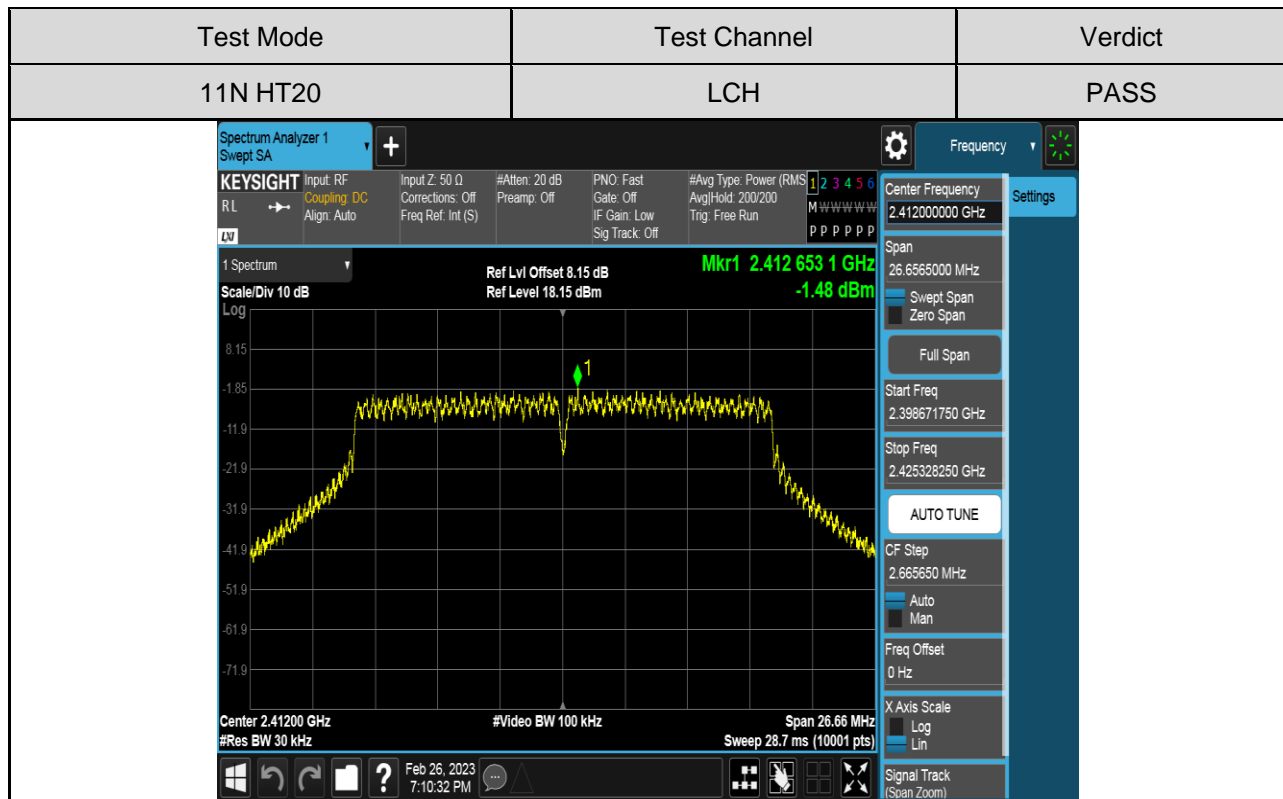 Test Mode Test Channel Verdict
11N HT20 LCH PASS
Spectrum Analyzer 1
Swept SA
Frequency
KEYSIGHT Input: RF Input Z: 50 Ω #Atten: 20 dB PNO: Fast #Avg Type: Power (RMS 1 2 3 4 5 6
RL Coupling: DC Corrections: Off Preamp: Off Gate: Off Avg|Hold: 200/200 M W W W W W
Align: Auto Freq Ref: Int (S) IF Gain: Low Trig: Free Run
LXI Sig Track: Off P P P P P P
1 Spectrum Ref Lvl Offset 8.15 dB Mkr1 2.412 653 1 GHz
Scale/Div 10 dB Ref Level 18.15 dBm -1.48 dBm
Log
8.15
1
-1.85
-11.9
-21.9
-31.9
-41.9
-51.9
-61.9
-71.9
Center 2.41200 GHz #Video BW 100 kHz Span 26.66 MHz
#Res BW 30 kHz Sweep 28.7 ms (10001 pts)
Center Frequency
2.412000000 GHz
Settings
Span
26.6565000 MHz
Swept Span
Zero Span
Full Span
Start Freq
2.398671750 GHz
Stop Freq
2.425328250 GHz
AUTO TUNE
CF Step
2.665650 MHz
Auto
Man
Freq Offset
0 Hz
X Axis Scale
Log
Lin
Signal Track
(Span Zoom)
? Feb 26, 2023
7:10:32 PM